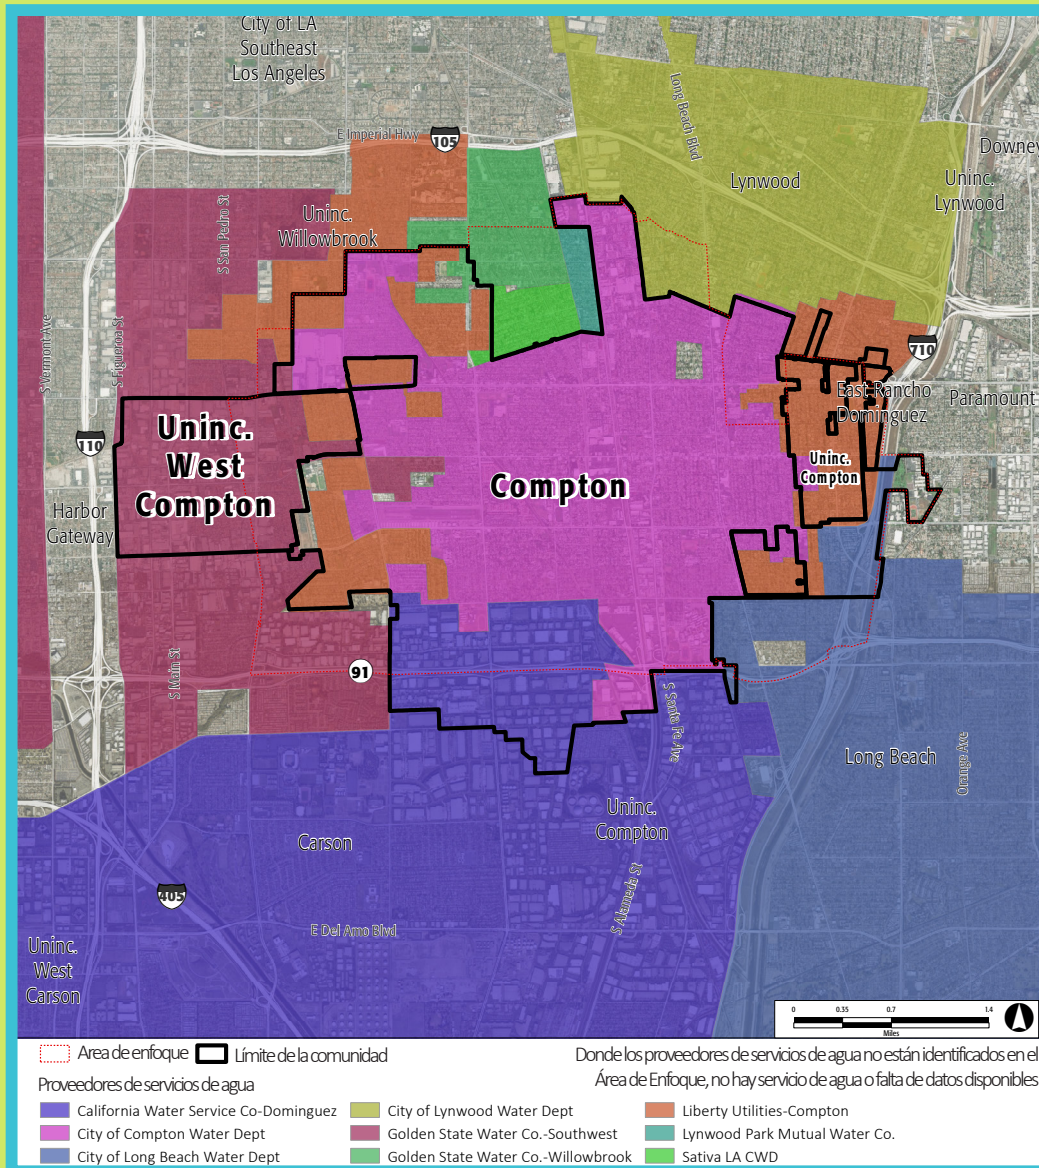 City of LA
Southeast
Los Angeles
E Imperial Hwy
105
Long Beach Blvd
Downey
Lynwood
Uninc.
Lynwood
Uninc.
Willowbrook
S San Pedro St
S Vermont Ave
S Figueroa St
710
East Rancho
Dominguez
Paramount
110
Uninc.
West
Compton
Compton
Uninc.
Compton
Harbor
Gateway
91
S Main St
S Santa Fe Ave
Long Beach
Orange Ave
Uninc.
Compton
Carson
405
S Alameda St
E Del Amo Blvd
Uninc.
West
Carson
0 0.35 0.7 1.4
Miles
Area de enfoque
Límite de la comunidad
Donde los proveedores de servicios de agua no están identificados en el
Área de Enfoque, no hay servicio de agua o falta de datos disponibles
Proveedores de servicios de agua
California Water Service Co-Dominguez
City of Compton Water Dept
City of Long Beach Water Dept
City of Lynwood Water Dept
Golden State Water Co.-Southwest
Golden State Water Co.-Willowbrook
Liberty Utilities-Compton
Lynwood Park Mutual Water Co.
Sativa LA CWD